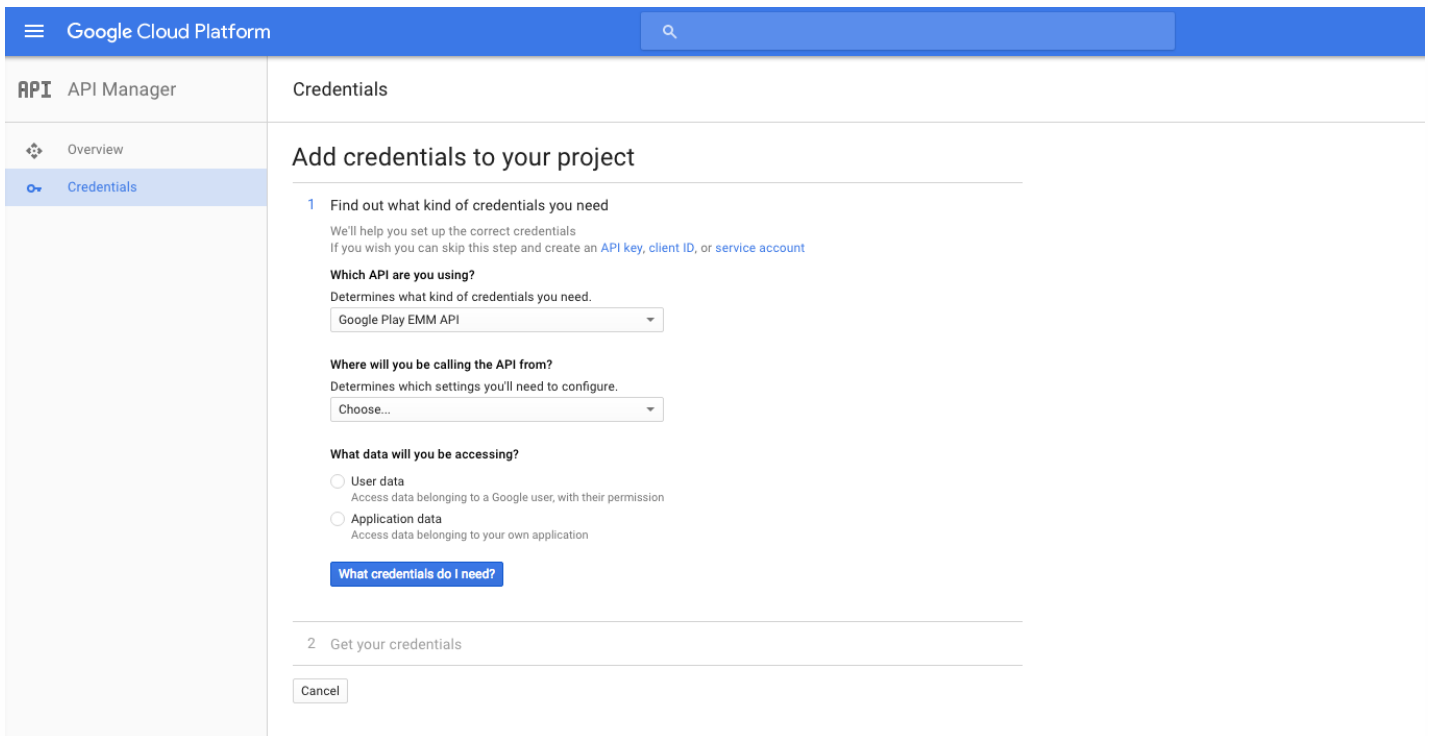 Google Cloud Platform
API API Manager
Credentials
Overview
Credentials
Add credentials to your project
1 Find out what kind of credentials you need
We'll help you set up the correct credentials
If you wish you can skip this step and create an API key, client ID, or service account
Which API are you using?
Determines what kind of credentials you need.
Google Play EMM API
Where will you be calling the API from?
Determines which settings you'll need to configure.
Choose...
What data will you be accessing?
User data
Access data belonging to a Google user, with their permission
Application data
Access data belonging to your own application
What credentials do I need?
2 Get your credentials
Cancel